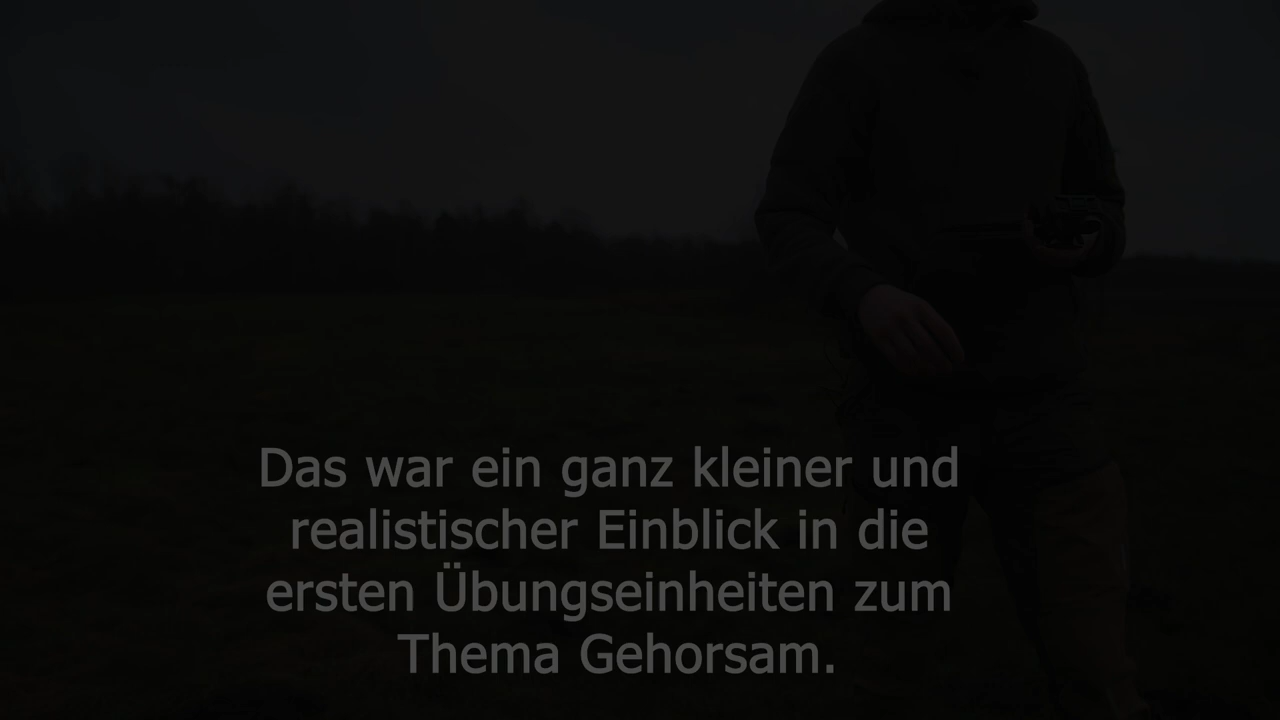 Das war ein ganz kleiner und
realistischer Einblick in die
ersten Übungseinheiten zum
Thema Gehorsam.